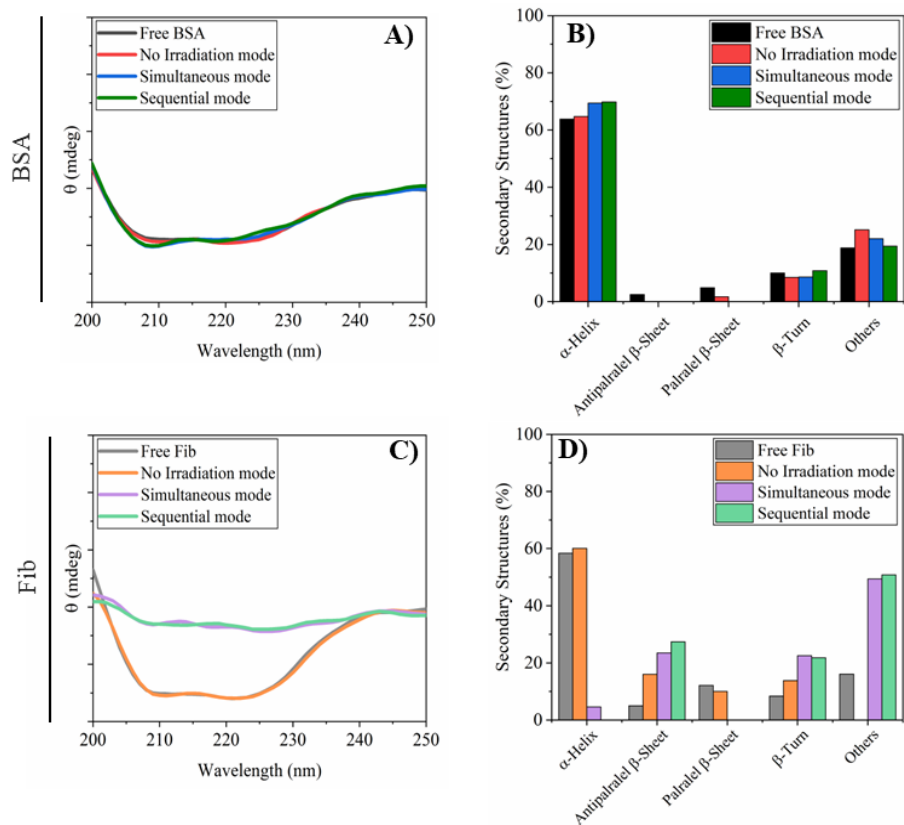 BSA
A)
Free BSA
No Irradiation mode
Simultaneous mode
Sequential mode
θ (mdeg)
200 210 220 230 240 250
Wavelength (nm)
B)
Free BSA
No Irradiation mode
Simultaneous mode
Sequential mode
Secondary Structures (%)
100
80
60
40
20
0
α-Helix
Antipalralel β-Sheet
Palralel β-Sheet
β-Turn
Others
Fib
C)
Free Fib
No Irradiation mode
Simultaneous mode
Sequential mode
θ (mdeg)
200 210 220 230 240 250
Wavelength (nm)
D)
Free Fib
No Irradiation mode
Simultaneous mode
Sequential mode
Secondary Structures (%)
100
80
60
40
20
0
α-Helix
Antipalralel β-Sheet
Palralel β-Sheet
β-Turn
Others